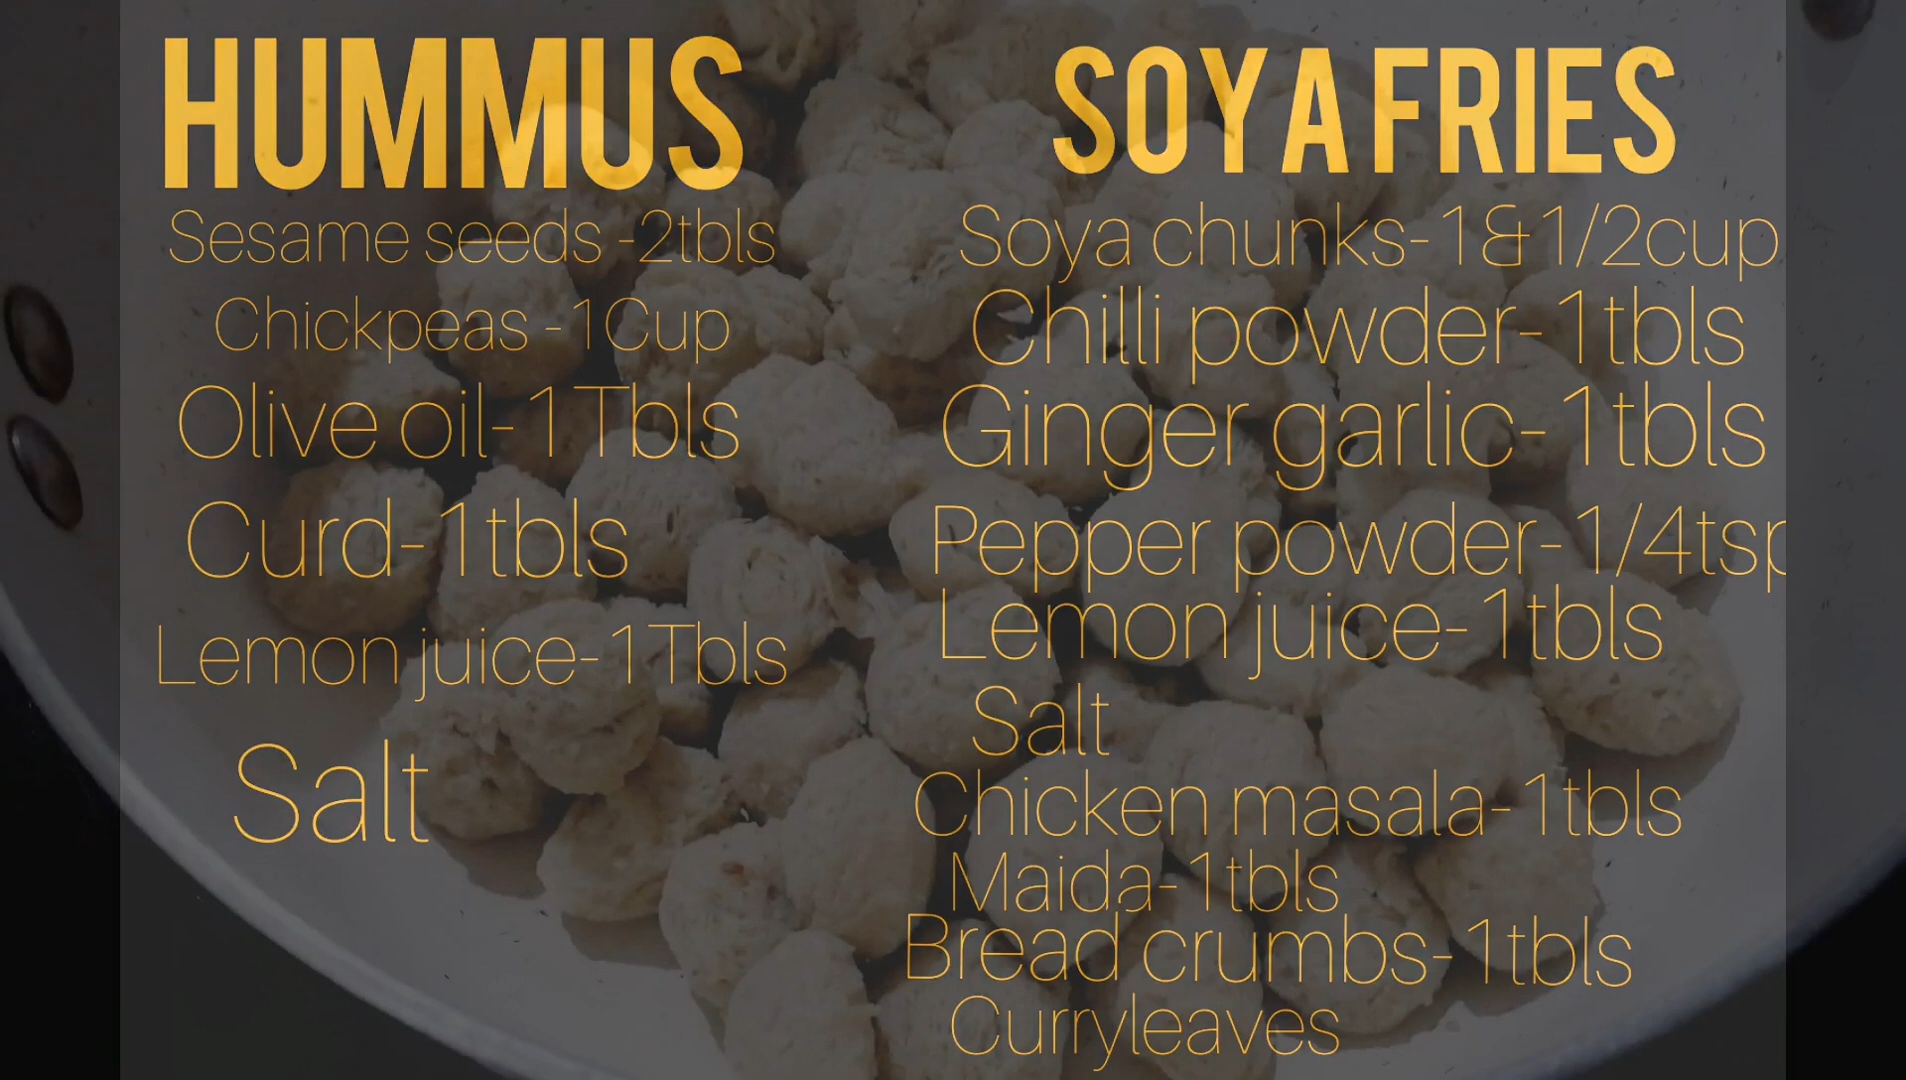 HUMMUS
Sesame seeds -2tbls
Chickpeas -1Cup
Olive oil-1Tbls
Curd-1tbls
Lemon juice-1Tbls
Salt
SOYA FRIES
Soya chunks-1&1/2cup
Chilli powder-1tbls
Ginger garlic-1tbls
Pepper powder-1/4tsp
Lemon juice-1tbls
Salt
Chicken masala-1tbls
Maida-1tbls
Bread crumbs-1tbls
Curryleaves